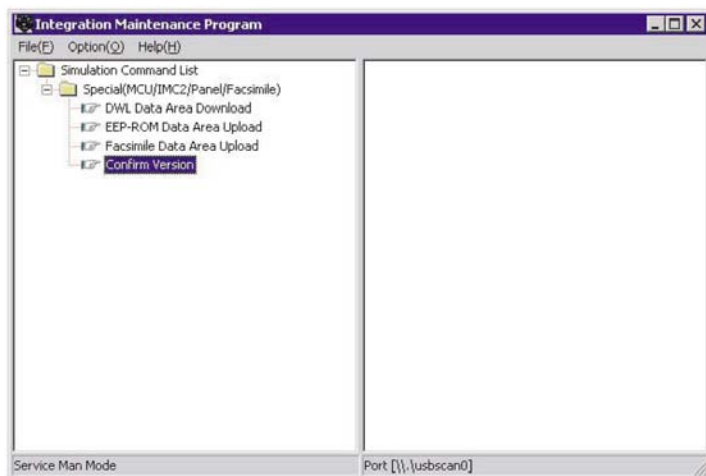 Integration Maintenance Program
File(F) Option(O) Help(H)
Simulation Command List
Special(MCU/IMC2/Panel/Facsimile)
DWL Data Area Download
EEP-ROM Data Area Upload
Facsimile Data Area Upload
Confirm Version
Service Man Mode Port [\\.\usbscan0]